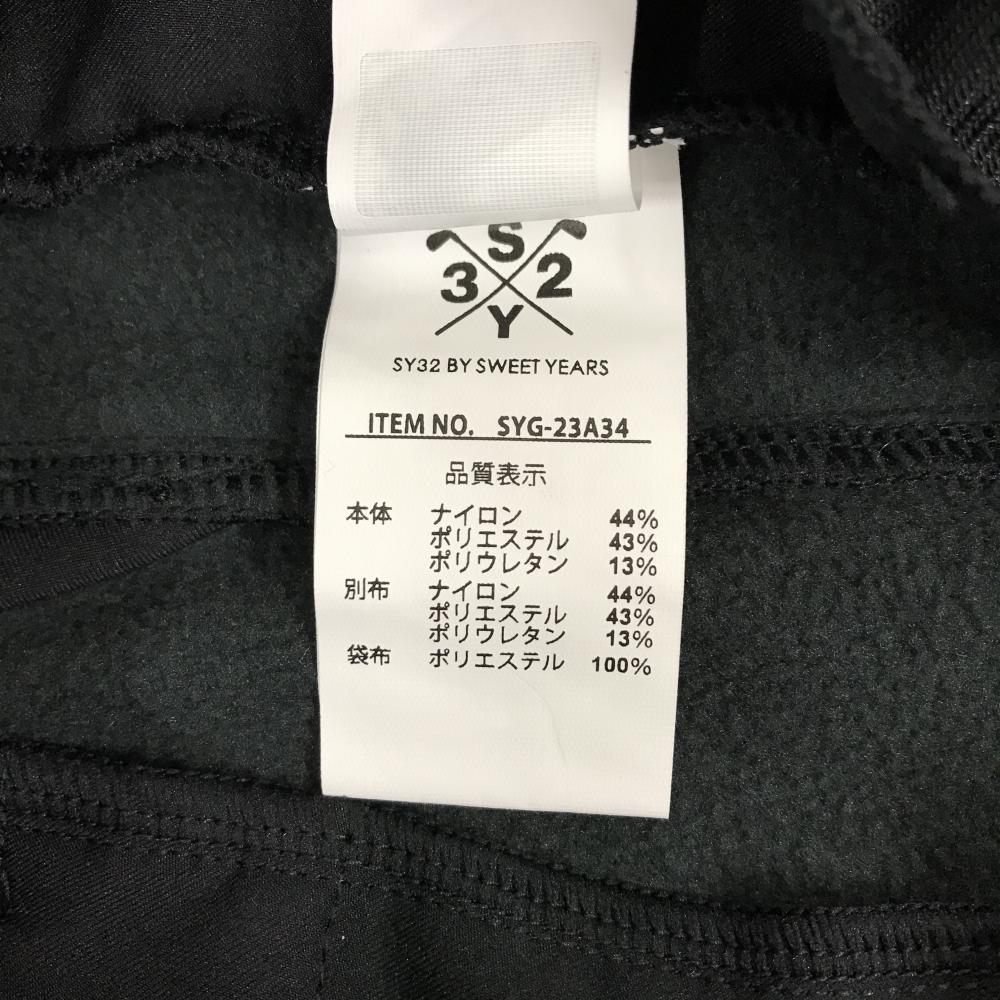 S
3 2
Y
SY32 BY SWEET YEARS
ITEM NO. SYG-23A34
品質表示
本体 ナイロン 44%
ポリエステル 43%
ポリウレタン 13%
別布 ナイロン 44%
ポリエステル 43%
ポリウレタン 13%
袋布 ポリエステル 100%